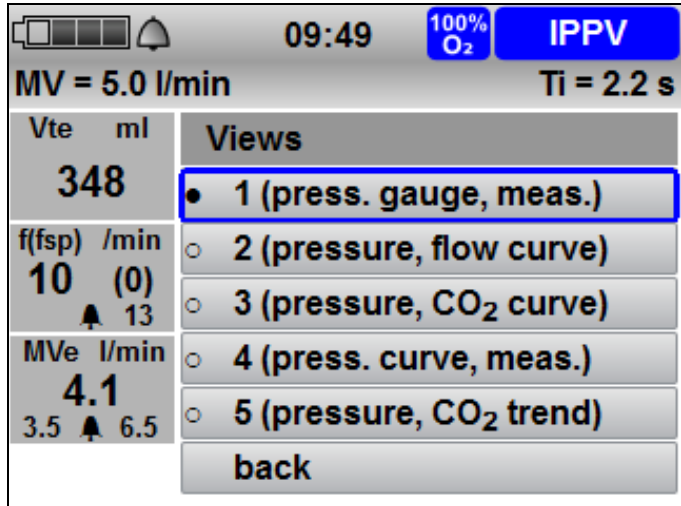 09:49
100% O₂
IPPV
MV = 5.0 l/min
Ti = 2.2 s
Vte ml
348
f(fsp) /min
10 (0)
13
MVe l/min
4.1
3.5 6.5
Views
1 (press. gauge, meas.)
2 (pressure, flow curve)
3 (pressure, CO₂ curve)
4 (press. curve, meas.)
5 (pressure, CO₂ trend)
back